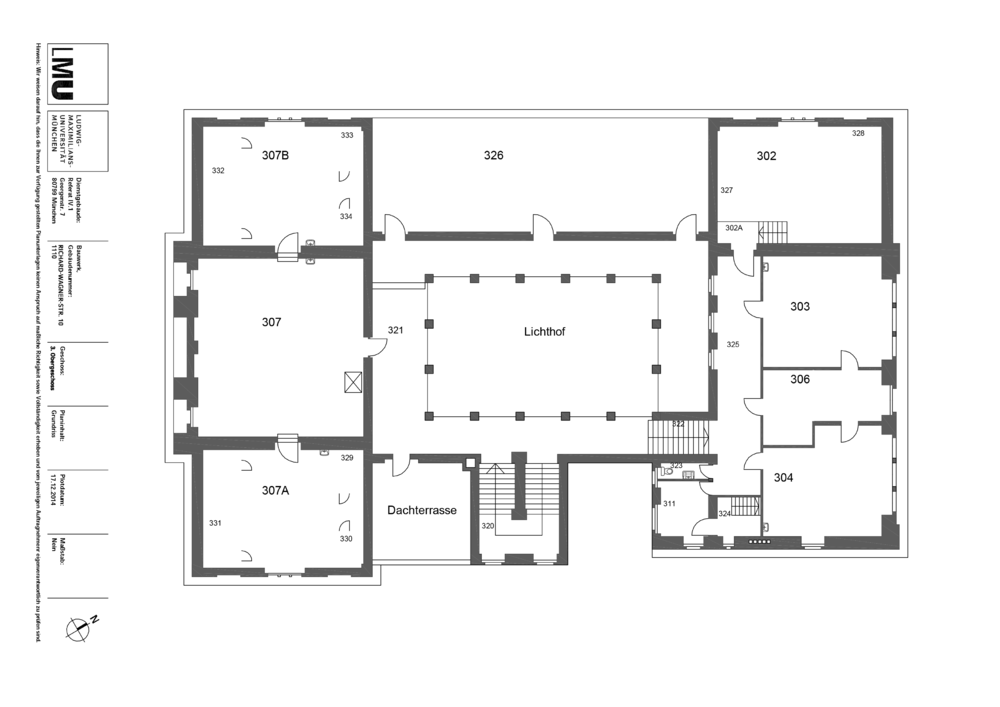 LMU
LUDWIG-
MAXIMILIANS-
UNIVERSITÄT
MÜNCHEN
Dienstgebäude:
Referat IV.1
Georgenstr. 7
80799 München
Bauwerk,
Gebäudenummer:
RICHARD-WAGNER-STR. 10
1110
Geschoss:
3. Obergeschoss
Planinhalt:
Grundriss
Plotdatum:
17.12.2014
Maßstab:
Nein
N
Hinweis: Wir weisen darauf hin, dass die Ihnen zur Verfügung gestellten Planunterlagen keinen Anspruch auf maßliche Richtigkeit sowie Vollständigkeit erheben und vom jeweiligen Auftragnehmer eigenverantwortlich zu prüfen sind.
333
307B
332
334
326
328
302
327
302A
307
321
Lichthof
325
303
306
322
329
307A
331
330
Dachterrasse
320
323
311
324
304